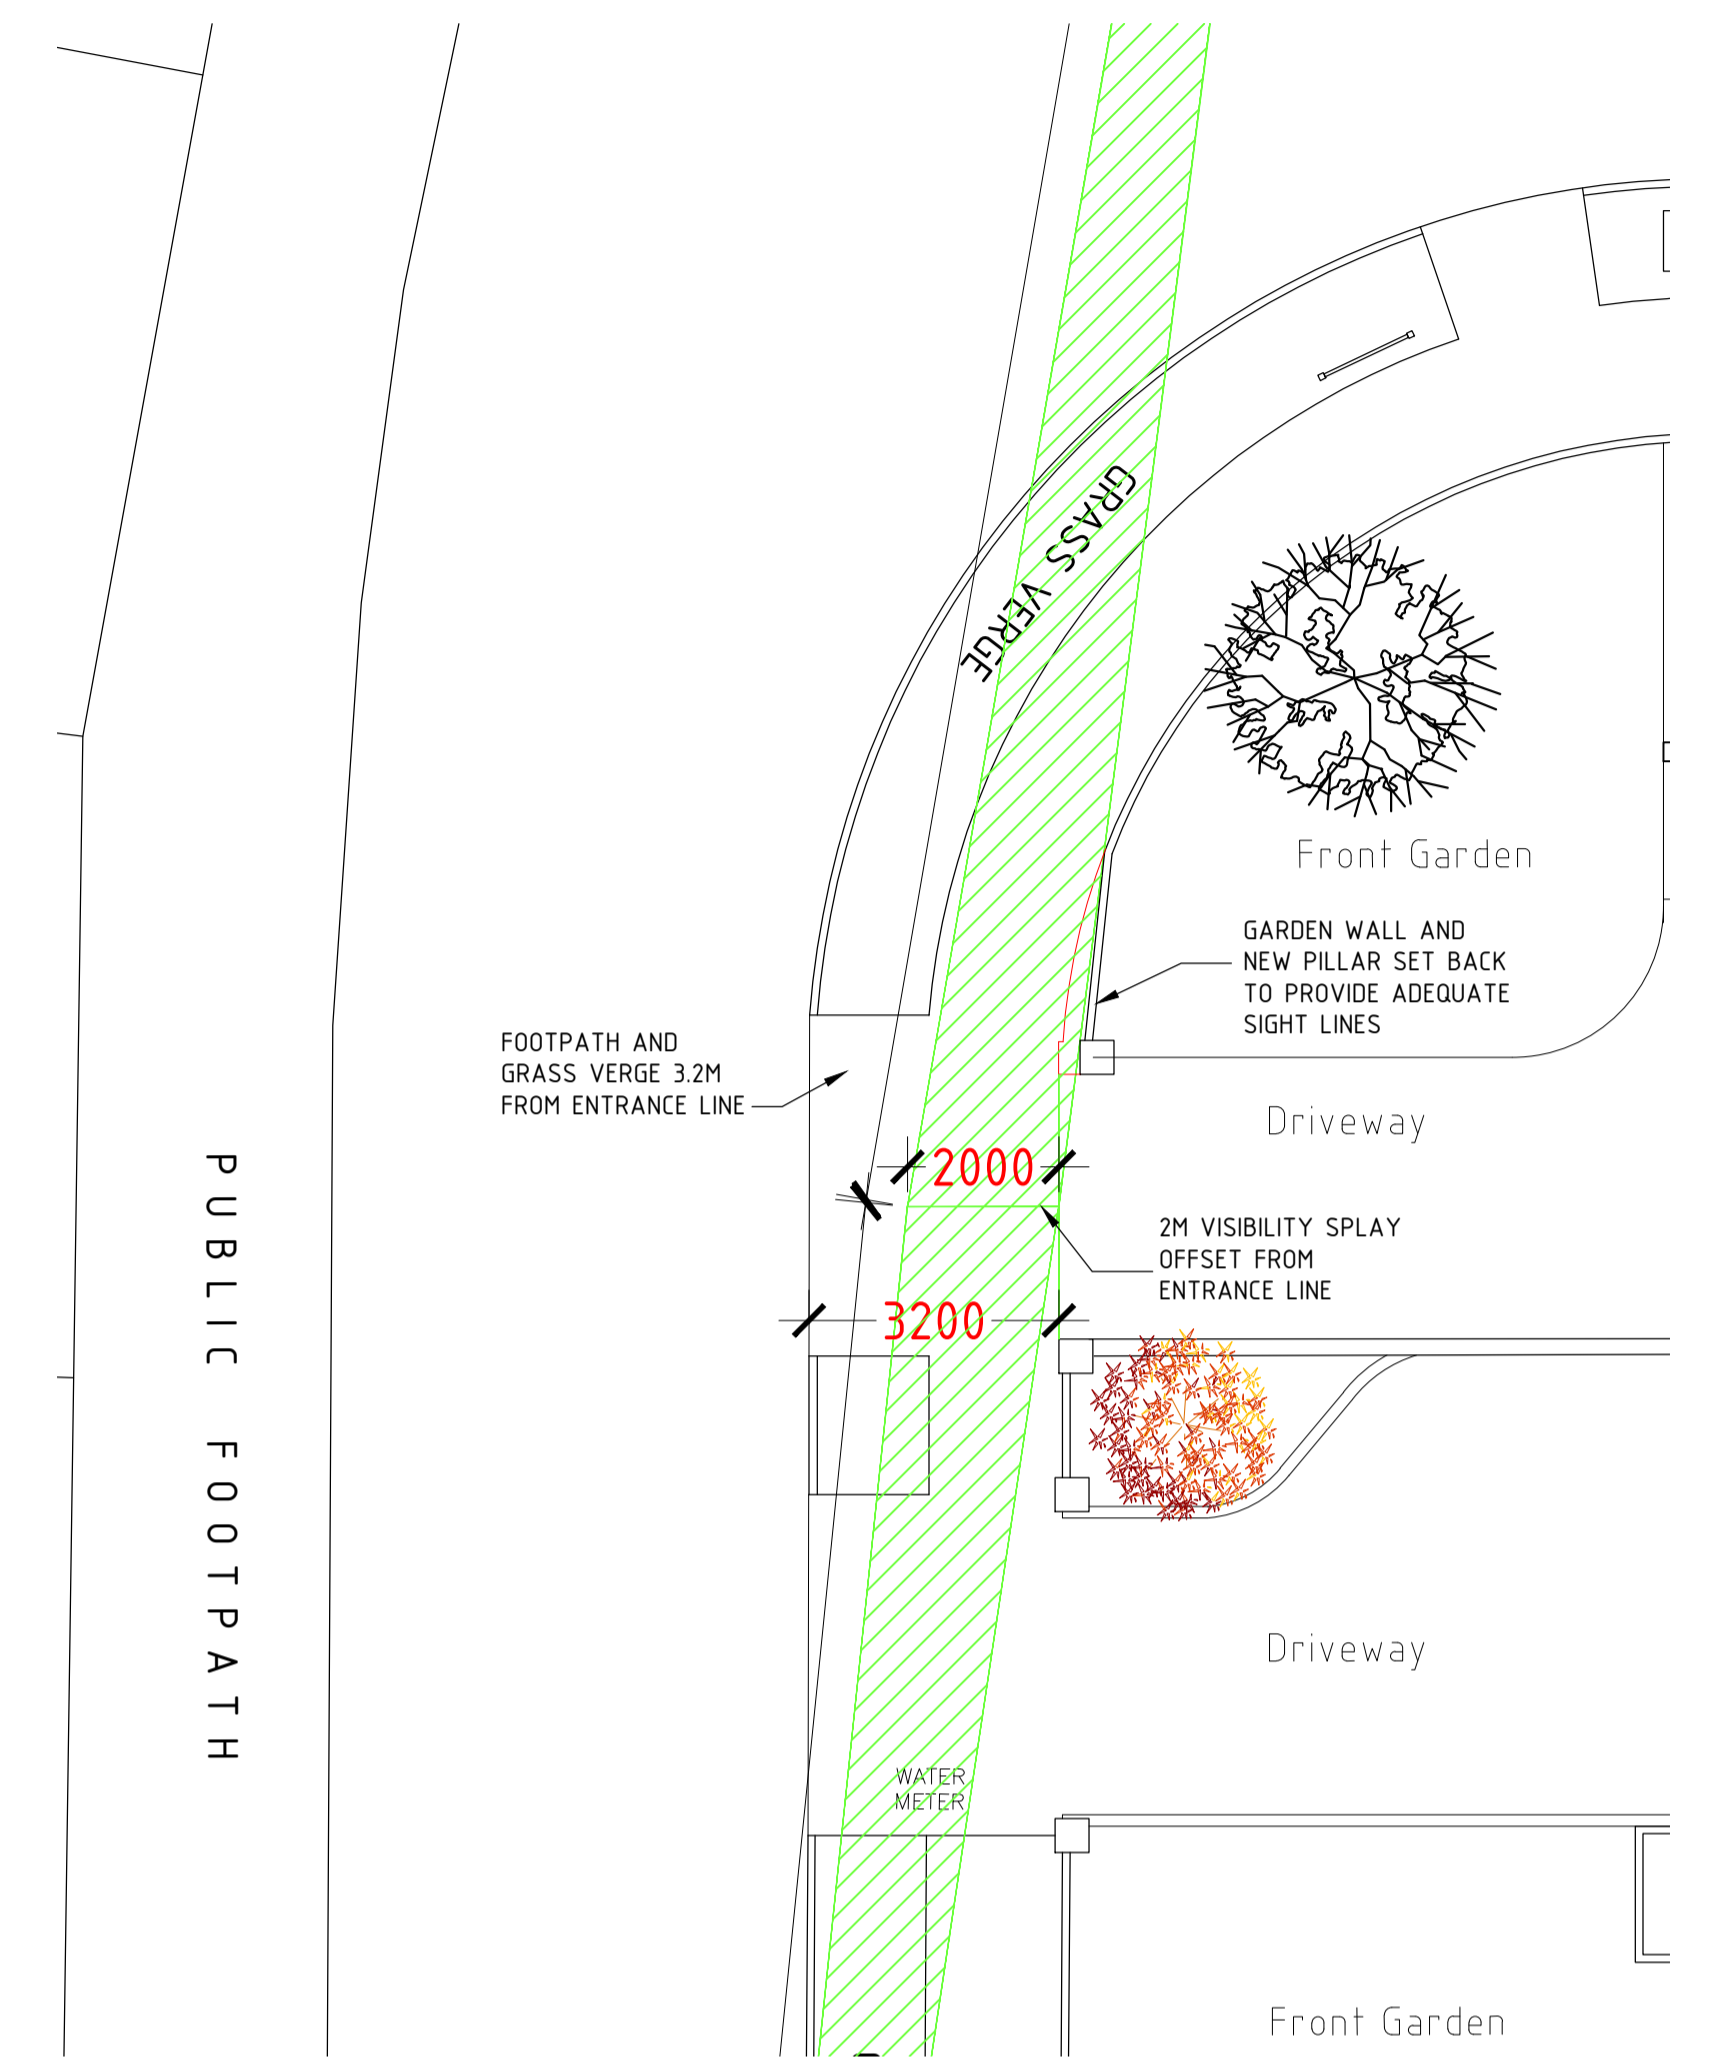 GRASS VERGE
Front Garden
GARDEN WALL AND
NEW PILLAR SET BACK
TO PROVIDE ADEQUATE
SIGHT LINES
FOOTPATH AND
GRASS VERGE 3.2M
FROM ENTRANCE LINE
Driveway
2000
PUBLIC FOOTPATH
2M VISIBILITY SPLAY
OFFSET FROM
ENTRANCE LINE
3200
Driveway
WATER
METER
Front Garden